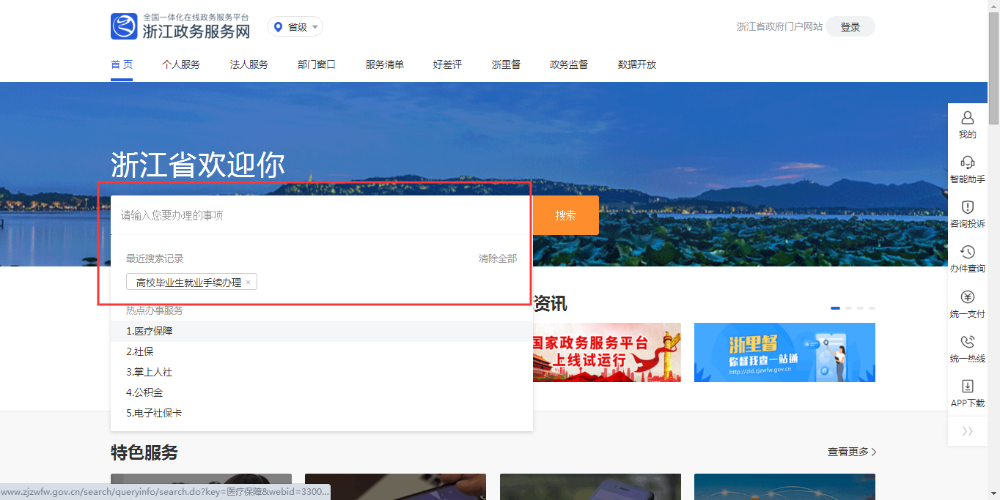 全国一体化在线政务服务平台
浙江政务服务网
省级
浙江省政府门户网站
登录
首 页
个人服务
法人服务
部门窗口
服务清单
好差评
浙里督
政务监督
数据开放
浙江省欢迎你
请输入您要办理的事项
搜索
最近搜索记录
清除全部
高校毕业生就业手续办理 ×
热点办事服务
1.医疗保障
2.社保
3.掌上人社
4.公积金
5.电子社保卡
资讯
国家政务服务平台
上线试运行
浙里督
你督我查一站通
http://zld.zjzwfw.gov.cn
特色服务
查看更多
我的
智能助手
咨询投诉
办件查询
统一支付
统一热线
APP下载
www.zjzwfw.gov.cn/search/queryinfo/search.do?key=医疗保障&webid=3300...